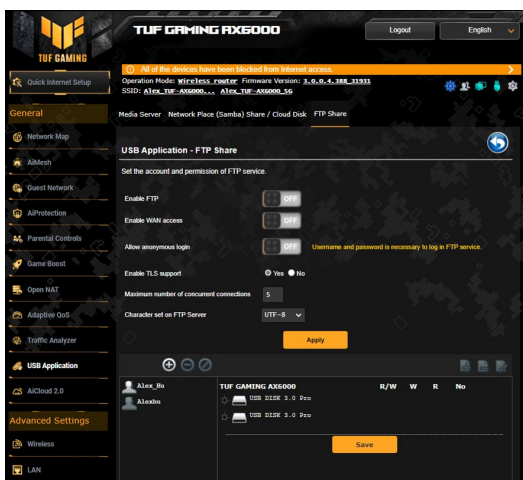 TUF GAMING
TUF GAMING AX6000
Logout
English
All of the devices have been blocked from Internet access.
Quick Internet Setup
Operation Mode: Wireless router Firmware Version: 3.0.0.4.388_31931
SSID: Alex_TUF-AX6000... Alex_TUF-AX6000_5G
General
Network Map
AiMesh
Guest Network
AiProtection
Parental Controls
Game Boost
Open NAT
Adaptive QoS
Traffic Analyzer
USB Application
AiCloud 2.0
Advanced Settings
Wireless
LAN
Media Server Network Place (Samba) Share / Cloud Disk FTP Share
USB Application - FTP Share
Set the account and permission of FTP service.
Enable FTP OFF
Enable WAN access OFF
Allow anonymous login OFF Username and password is necessary to log in FTP service.
Enable TLS support Yes No
Maximum number of concurrent connections 5
Character set on FTP Server UTF-8
Apply
Alex_Hu
Alexhu
TUF GAMING AX6000 R/W W R No
USB DISK 3.0 Pro
USB DISK 3.0 Pro
Save